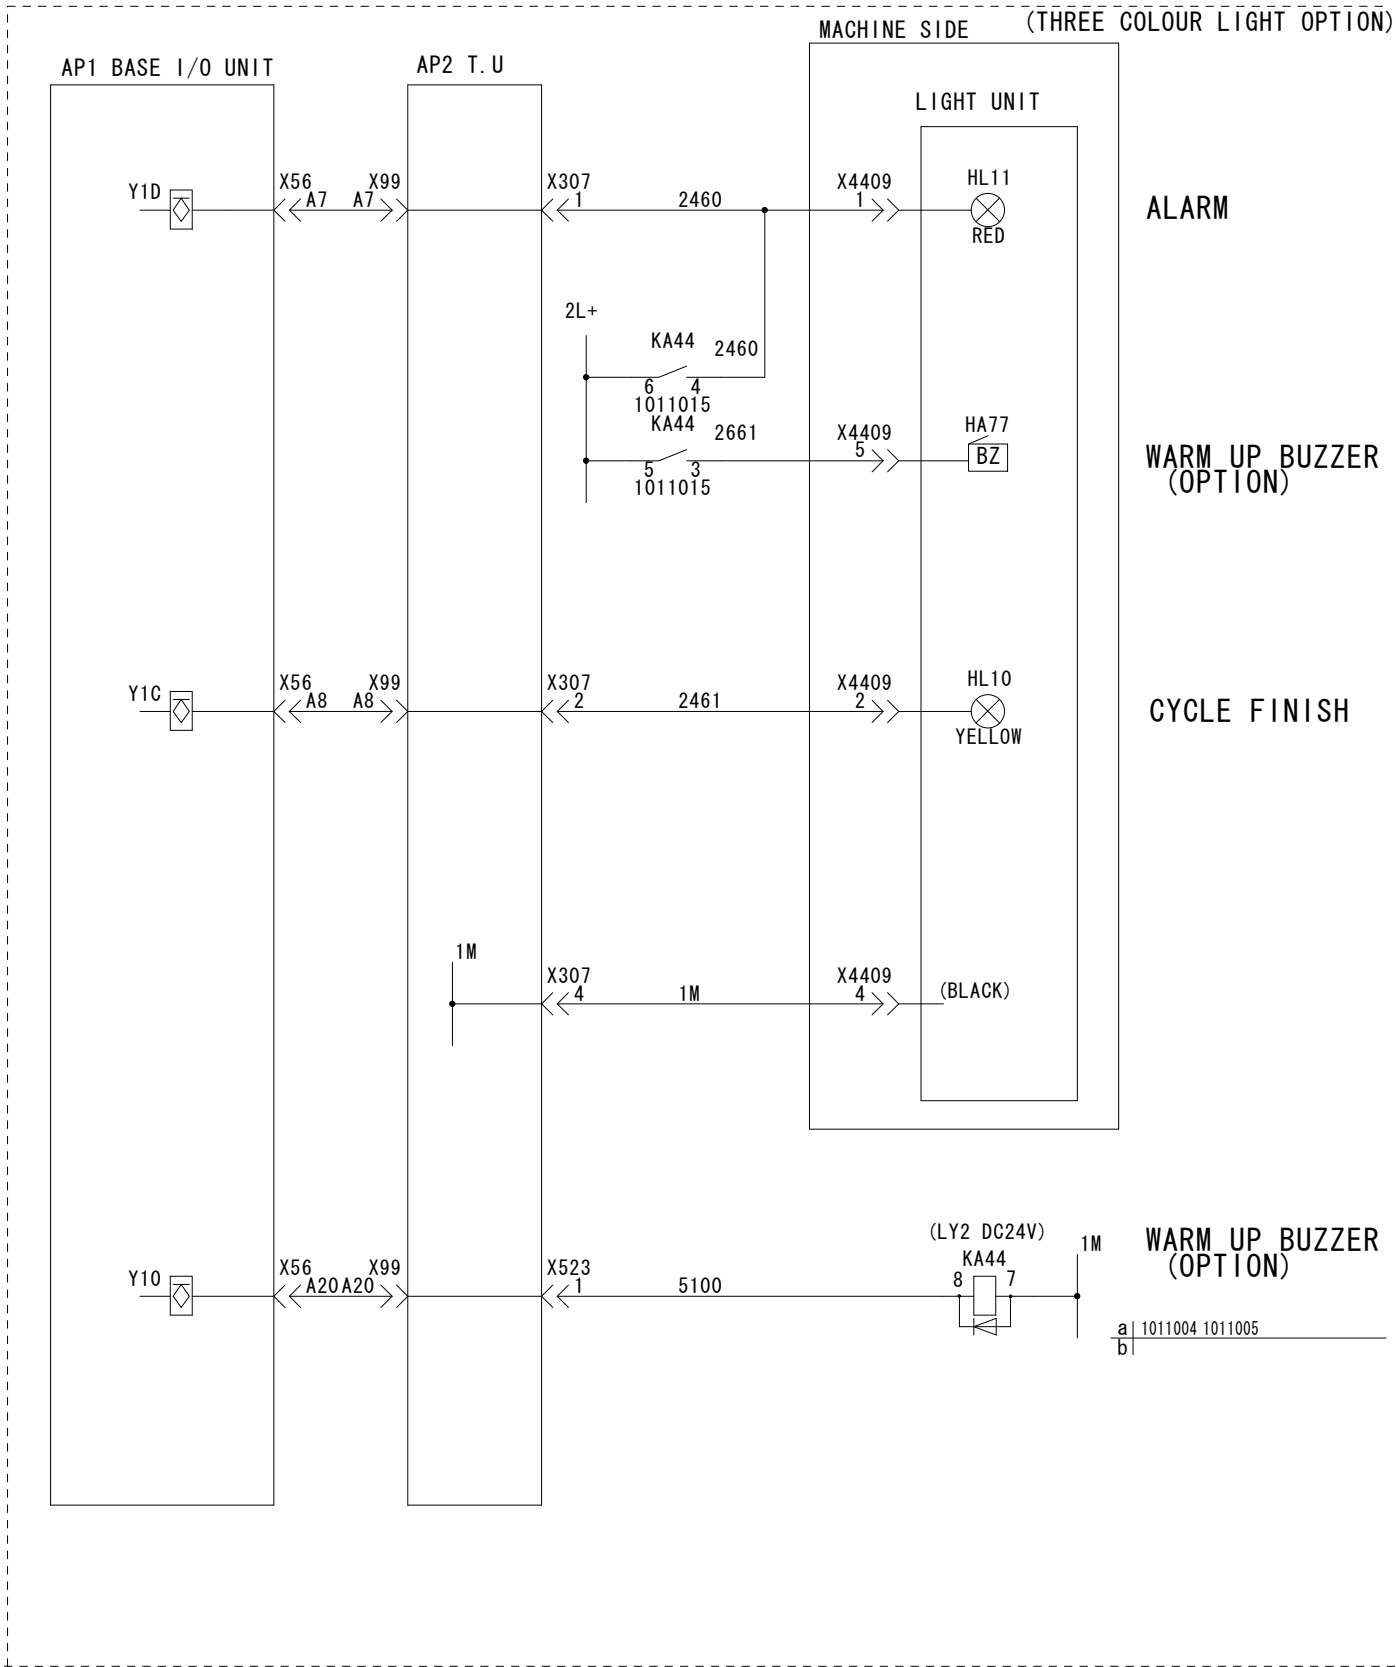 (THREE COLOUR LIGHT OPTION)
MACHINE SIDE
AP1 BASE I/O UNIT
AP2 T.U
LIGHT UNIT
Y1D
X56
A7
X99
A7
X307
1
2460
X4409
1
HL11
RED
ALARM
2L+
KA44
2460
6 4
1011015
KA44
2661
5 3
1011015
X4409
5
HA77
BZ
WARM UP BUZZER
(OPTION)
Y1C
X56
A8
X99
A8
X307
2
2461
X4409
2
HL10
YELLOW
CYCLE FINISH
1M
X307
4
1M
X4409
4
(BLACK)
Y10
X56
A20
X99
A20
X523
1
5100
(LY2 DC24V)
KA44
8 7
1M
WARM UP BUZZER
(OPTION)
a 1011004 1011005
b